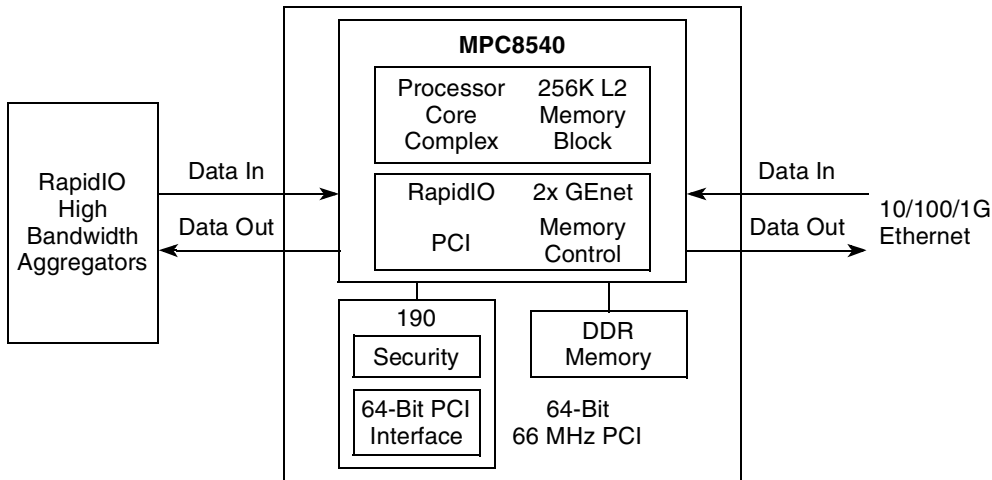 MPC8540
Processor
Core
Complex
256K L2
Memory
Block
RapidIO
High
Bandwidth
Aggregators
Data In
Data Out
RapidIO
2x GEnet
PCI
Memory
Control
Data In
Data Out
10/100/1G
Ethernet
190
Security
64-Bit PCI
Interface
DDR
Memory
64-Bit
66 MHz PCI